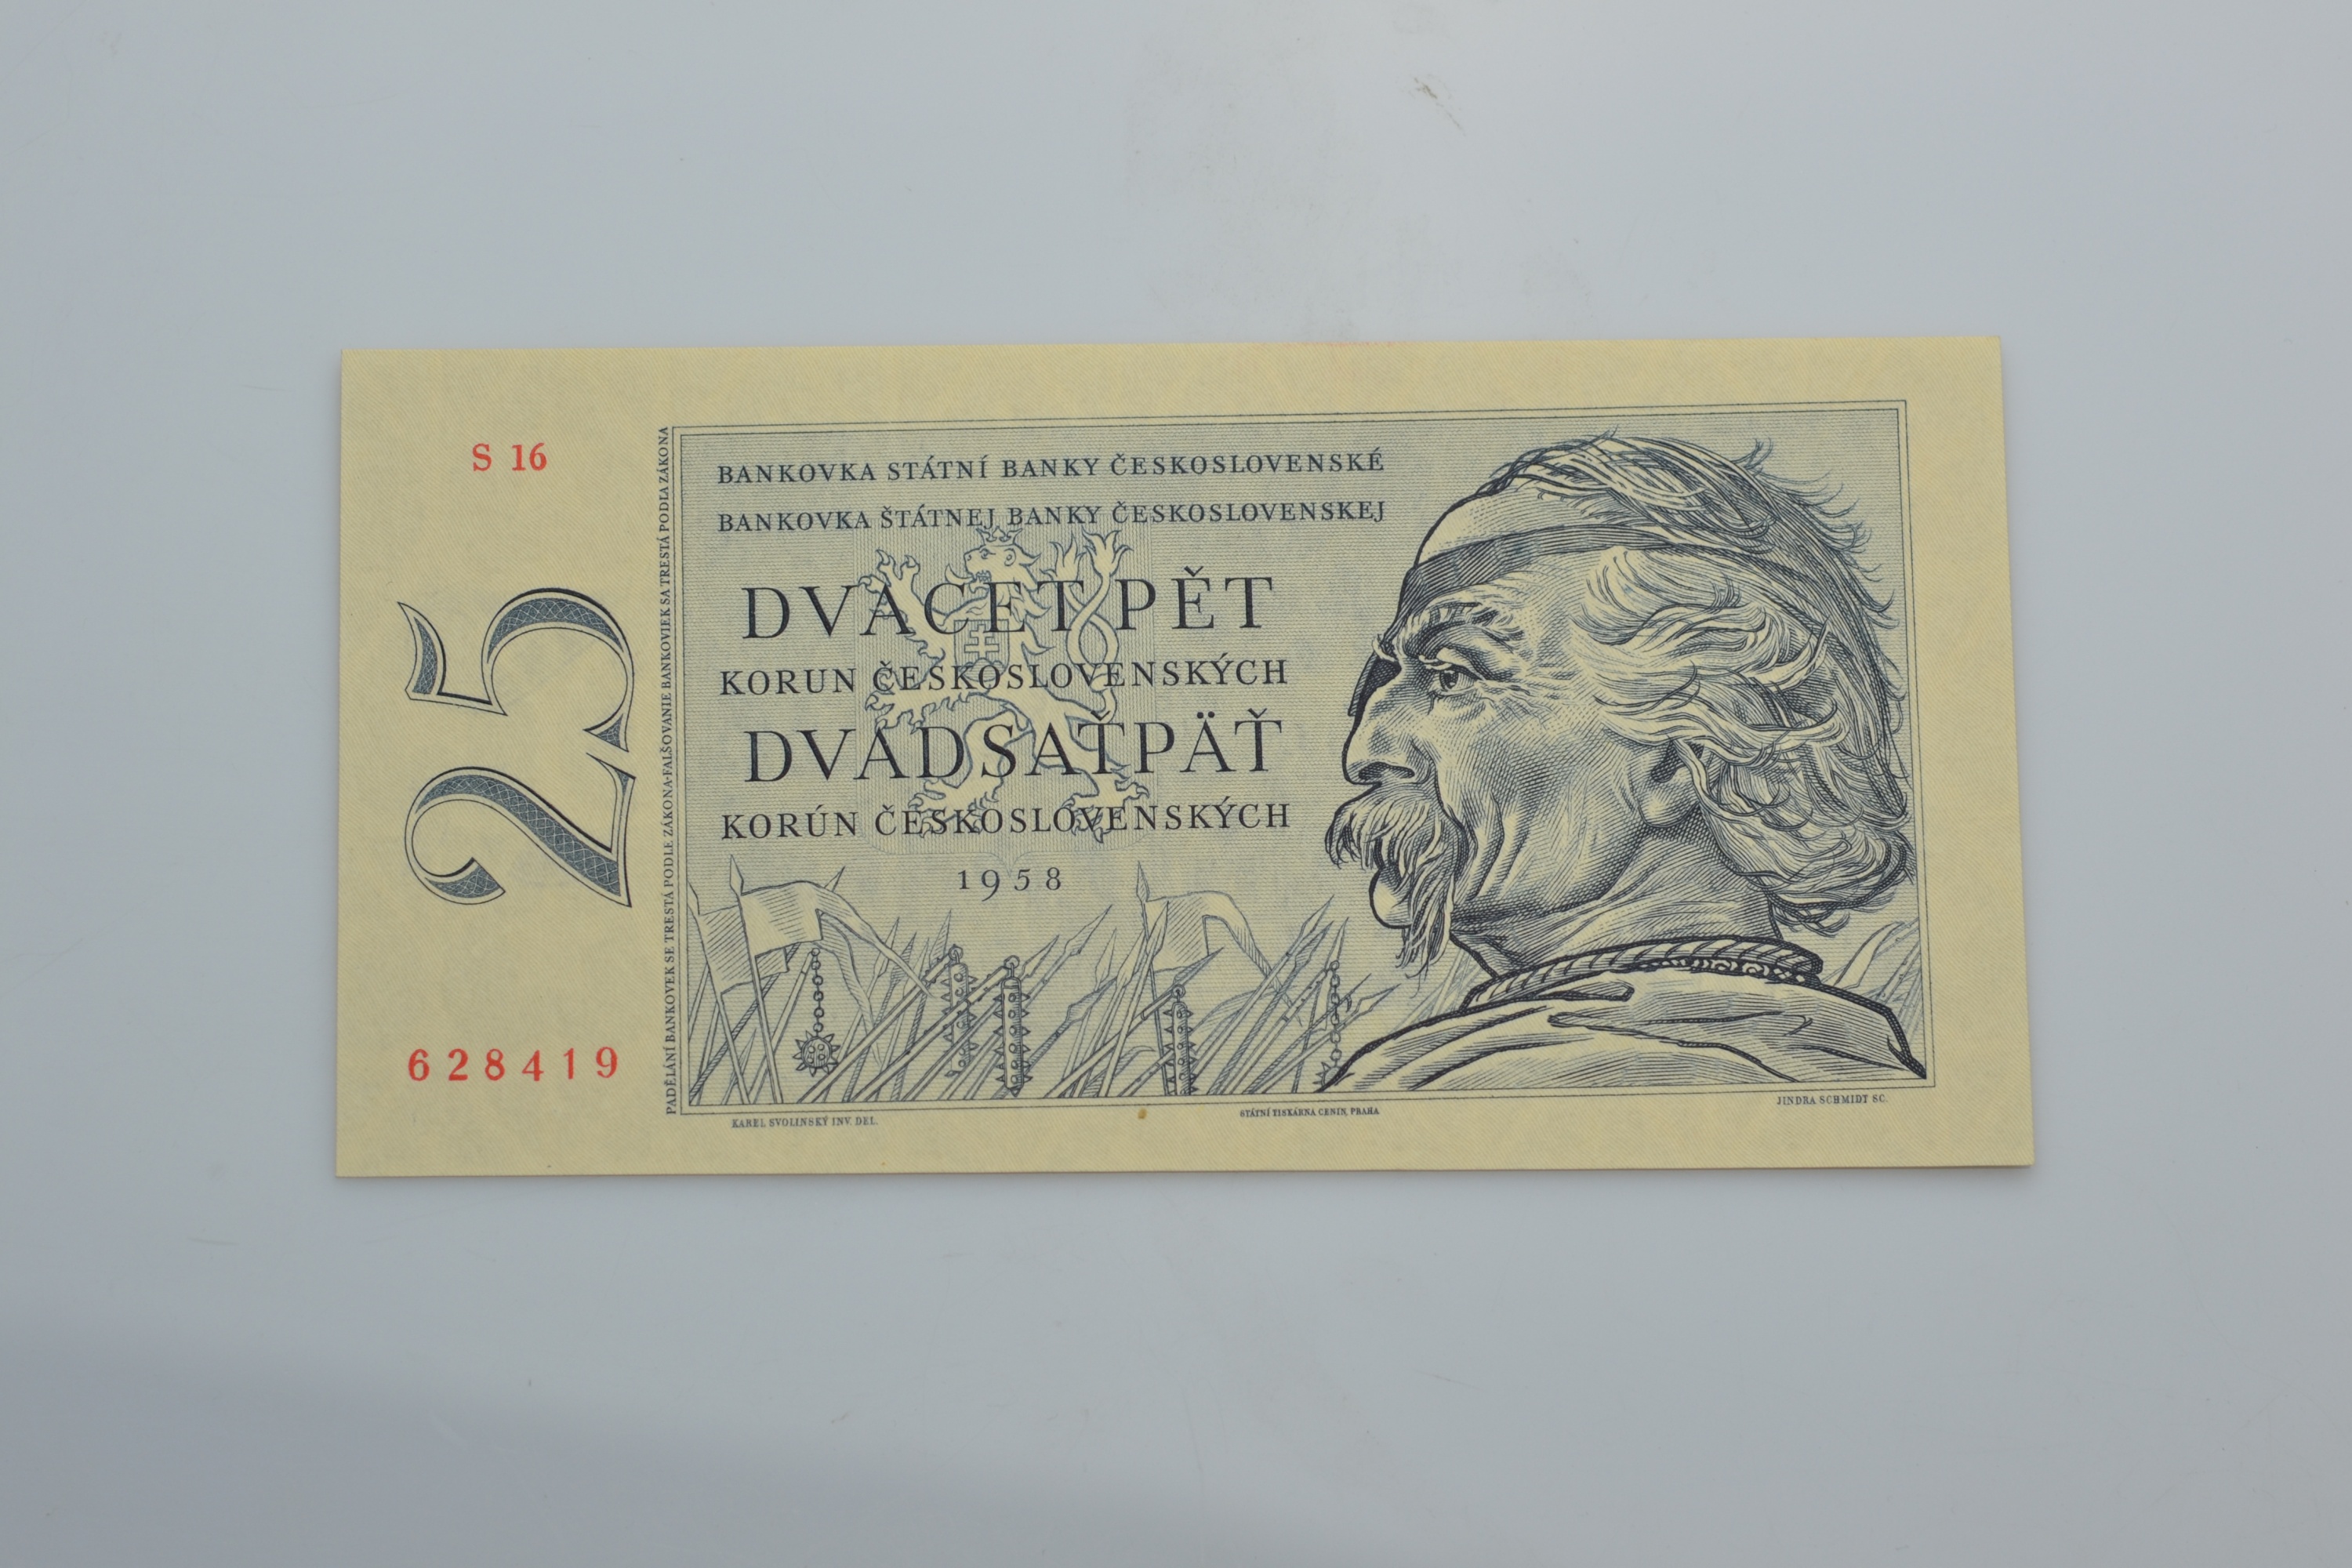 S 16
25
628419
PADĚLÁNÍ BANKOVEK SE TRESTÁ PODLE ZÁKONA-FALŠOVANIE BANKOVIEK SA TRESTÁ PODĽA ZÁKONA
BANKOVKA STÁTNÍ BANKY ČESKOSLOVENSKÉ
BANKOVKA ŠTÁTNEJ BANKY ČESKOSLOVENSKEJ
DVACET PĚT
KORUN ČESKOSLOVENSKÝCH
DVADSAŤPÄŤ
KORÚN ČESKOSLOVENSKÝCH
1958
KAREL SVOLINSKÝ INV. DEL.
STÁTNÍ TISKÁRNA CENIN, PRAHA
JINDRA SCHMIDT SC.